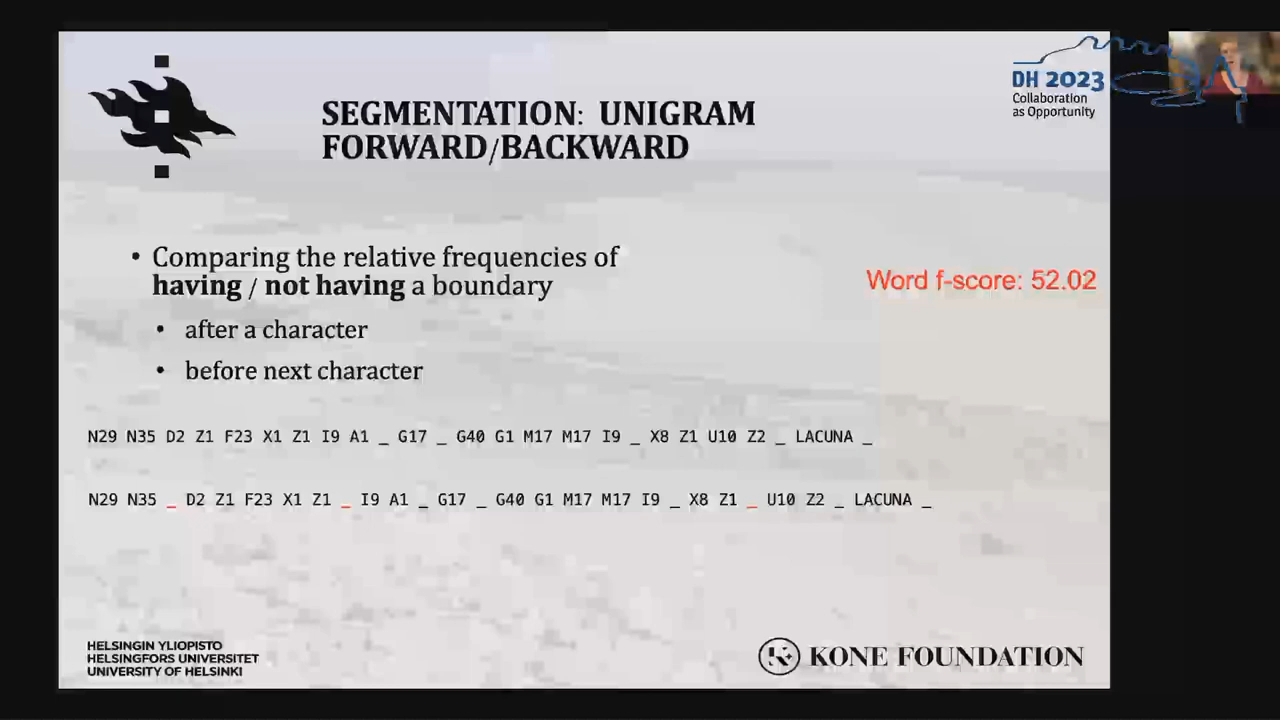 SEGMENTATION: UNIGRAM
FORWARD/BACKWARD
DH 2023
Collaboration
as Opportunity
• Comparing the relative frequencies of
having / not having a boundary
• after a character
• before next character
Word f-score: 52.02
N29 N35 D2 Z1 F23 X1 Z1 I9 A1 _ G17 _ G40 G1 M17 M17 I9 _ X8 Z1 U10 Z2 _ LACUNA _
N29 N35 _ D2 Z1 F23 X1 Z1 _ I9 A1 _ G17 _ G40 G1 M17 M17 I9 _ X8 Z1 _ U10 Z2 _ LACUNA _
HELSINGIN YLIOPISTO
HELSINGFORS UNIVERSITET
UNIVERSITY OF HELSINKI
KONE FOUNDATION